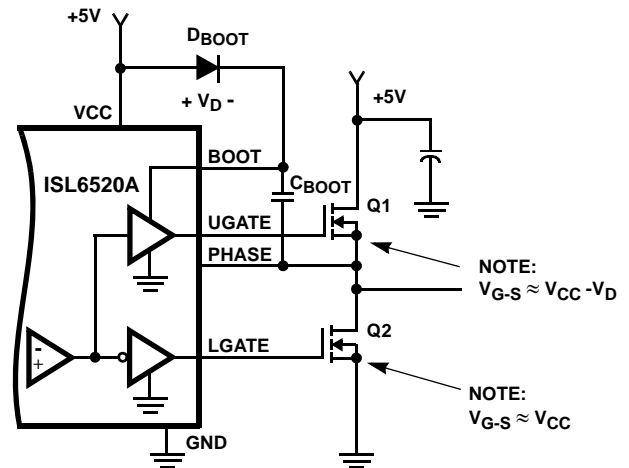 +5V
DBOOT
+ VD -
VCC
+5V
BOOT
ISL6520A
CBOOT
Q1
UGATE
PHASE
NOTE:
VG-S ≈ VCC -VD
Q2
- 
+
LGATE
NOTE:
VG-S ≈ VCC
GND